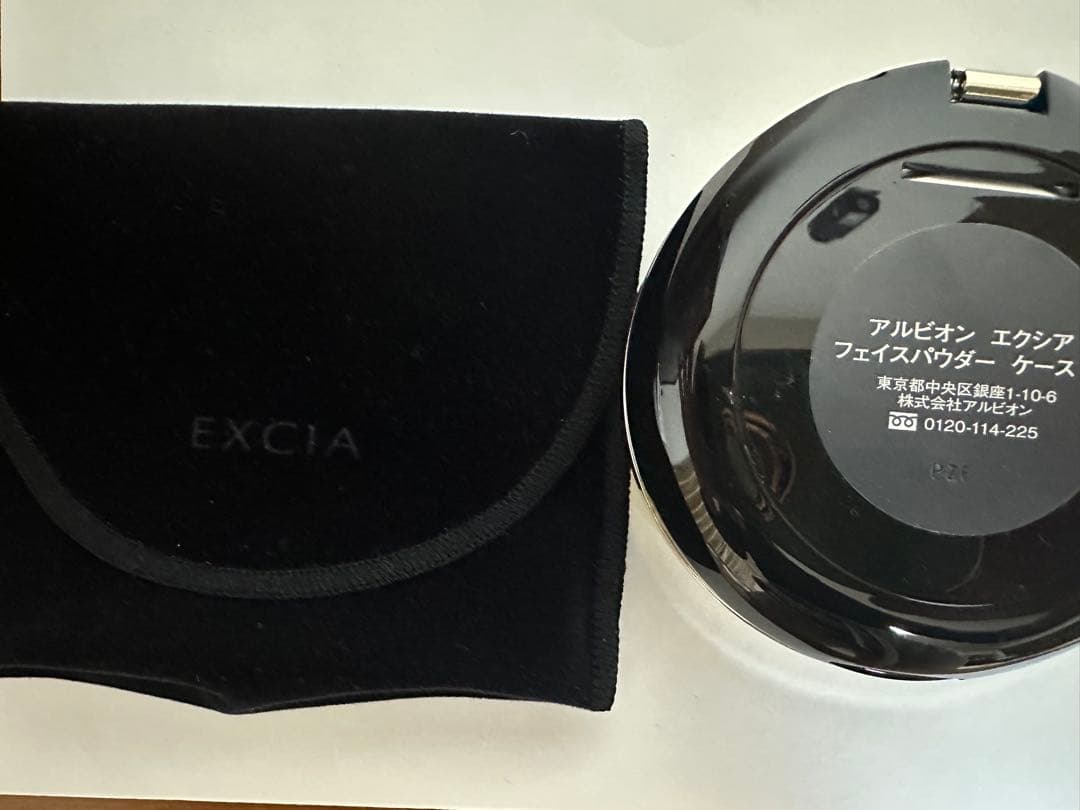 EXCIA
アルビオン エクシア
フェイスパウダー ケース
東京都中央区銀座1-10-6
株式会社アルビオン
0120-114-225